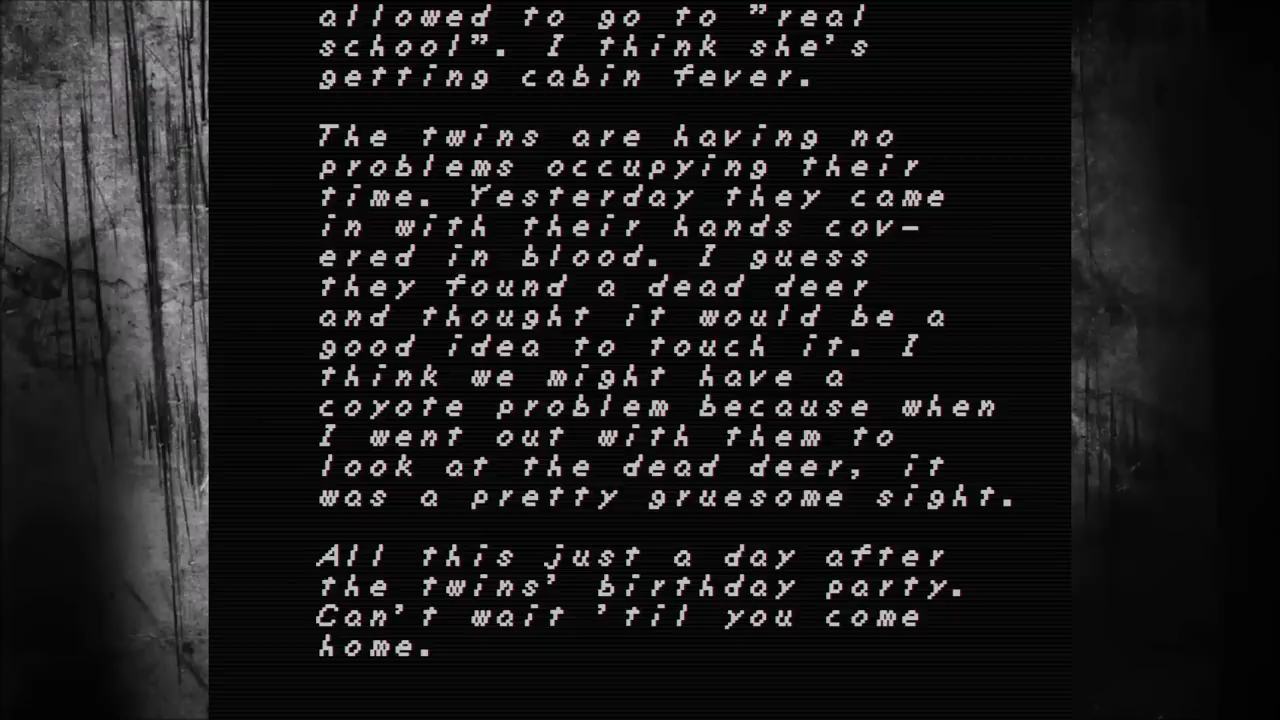 allowed to go to "real
school". I think she's
getting cabin fever.
The twins are having no
problems occupying their
time. Yesterday they came
in with their hands cov-
ered in blood. I guess
they found a dead deer
and thought it would be a
good idea to touch it. I
think we might have a
coyote problem because when
I went out with them to
look at the dead deer, it
was a pretty gruesome sight.
All this just a day after
the twins' birthday party.
Can't wait 'til you come
home.